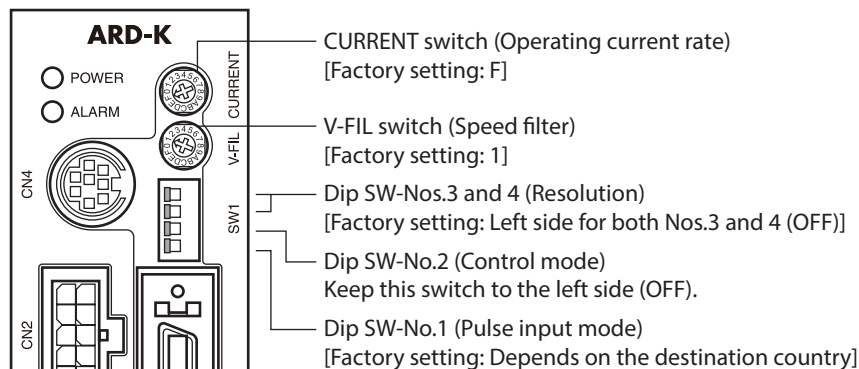 ARD-K
POWER
ALARM
CURRENT
V-FIL
CN4
SW1
CN2
CURRENT switch (Operating current rate)
[Factory setting: F]
V-FIL switch (Speed filter)
[Factory setting: 1]
Dip SW-Nos.3 and 4 (Resolution)
[Factory setting: Left side for both Nos.3 and 4 (OFF)]
Dip SW-No.2 (Control mode)
Keep this switch to the left side (OFF).
Dip SW-No.1 (Pulse input mode)
[Factory setting: Depends on the destination country]